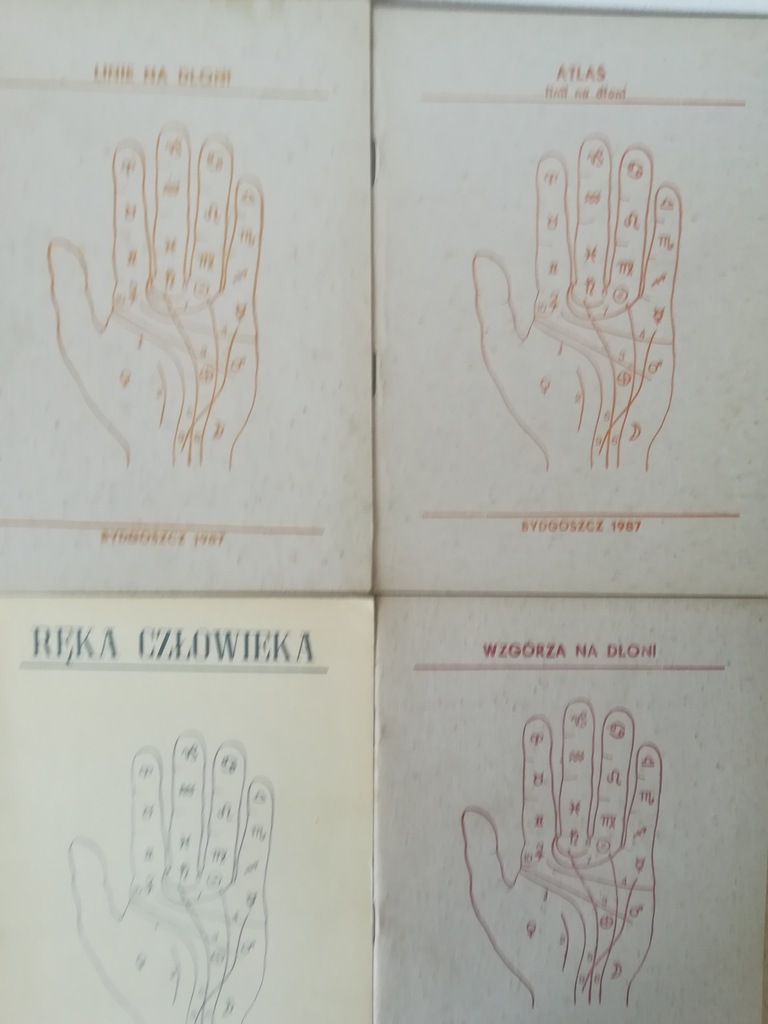 LINIE NA DŁONI
BYDGOSZCZ 1987
ATLAS
linii na dłoni
BYDGOSZCZ 1987
RĘKA CZŁOWIEKA
WZGÓRZA NA DŁONI